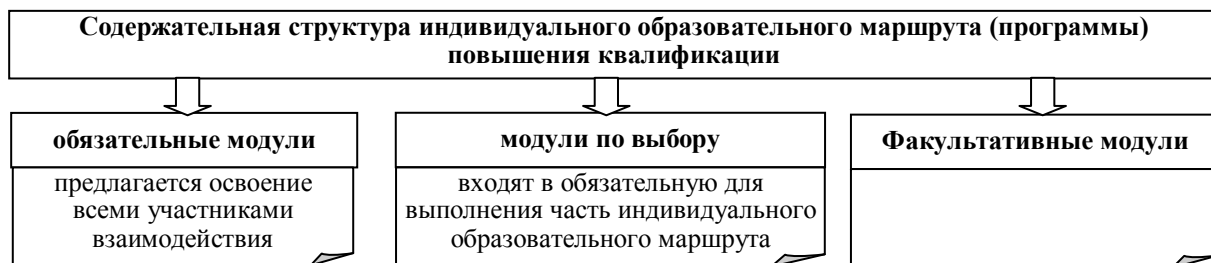 Содержательная структура индивидуального образовательного маршрута (программы)
повышения квалификации
обязательные модули
предлагается освоение
всеми участниками
взаимодействия
модули по выбору
входят в обязательную для
выполнения часть индивидуального
образовательного маршрута
Факультативные модули